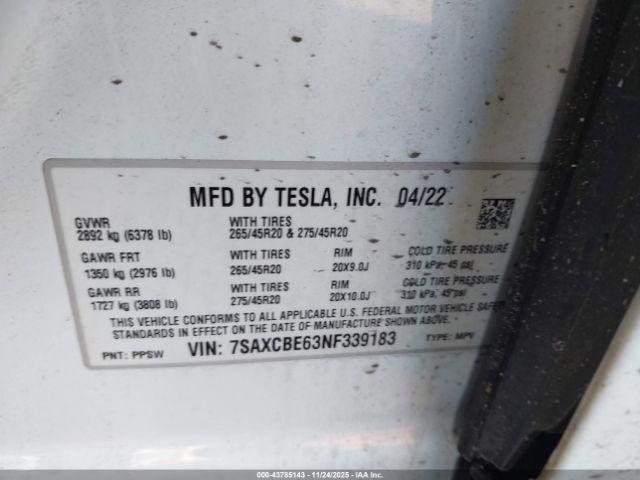 MFD BY TESLA, INC. 04/22
GVWR WITH TIRES
2892 kg (6378 lb) 265/45R20 & 275/45R20
GAWR FRT WITH TIRES RIM COLD TIRE PRESSURE
1350 kg (2976 lb) 265/45R20 20X9.0J 310 kPa, 45 psi
GAWR RR WITH TIRES RIM COLD TIRE PRESSURE
1727 kg (3808 lb) 275/45R20 20X10.0J 310 kPa, 45 psi
THIS VEHICLE CONFORMS TO ALL APPLICABLE U.S. FEDERAL MOTOR VEHICLE SAFETY
STANDARDS IN EFFECT ON THE DATE OF MANUFACTURE SHOWN ABOVE.
PNT: PPSW VIN: 7SAXCBE63NF339183 TYPE: MPV
000-43785143 - 11/24/2025 - IAAI.COM